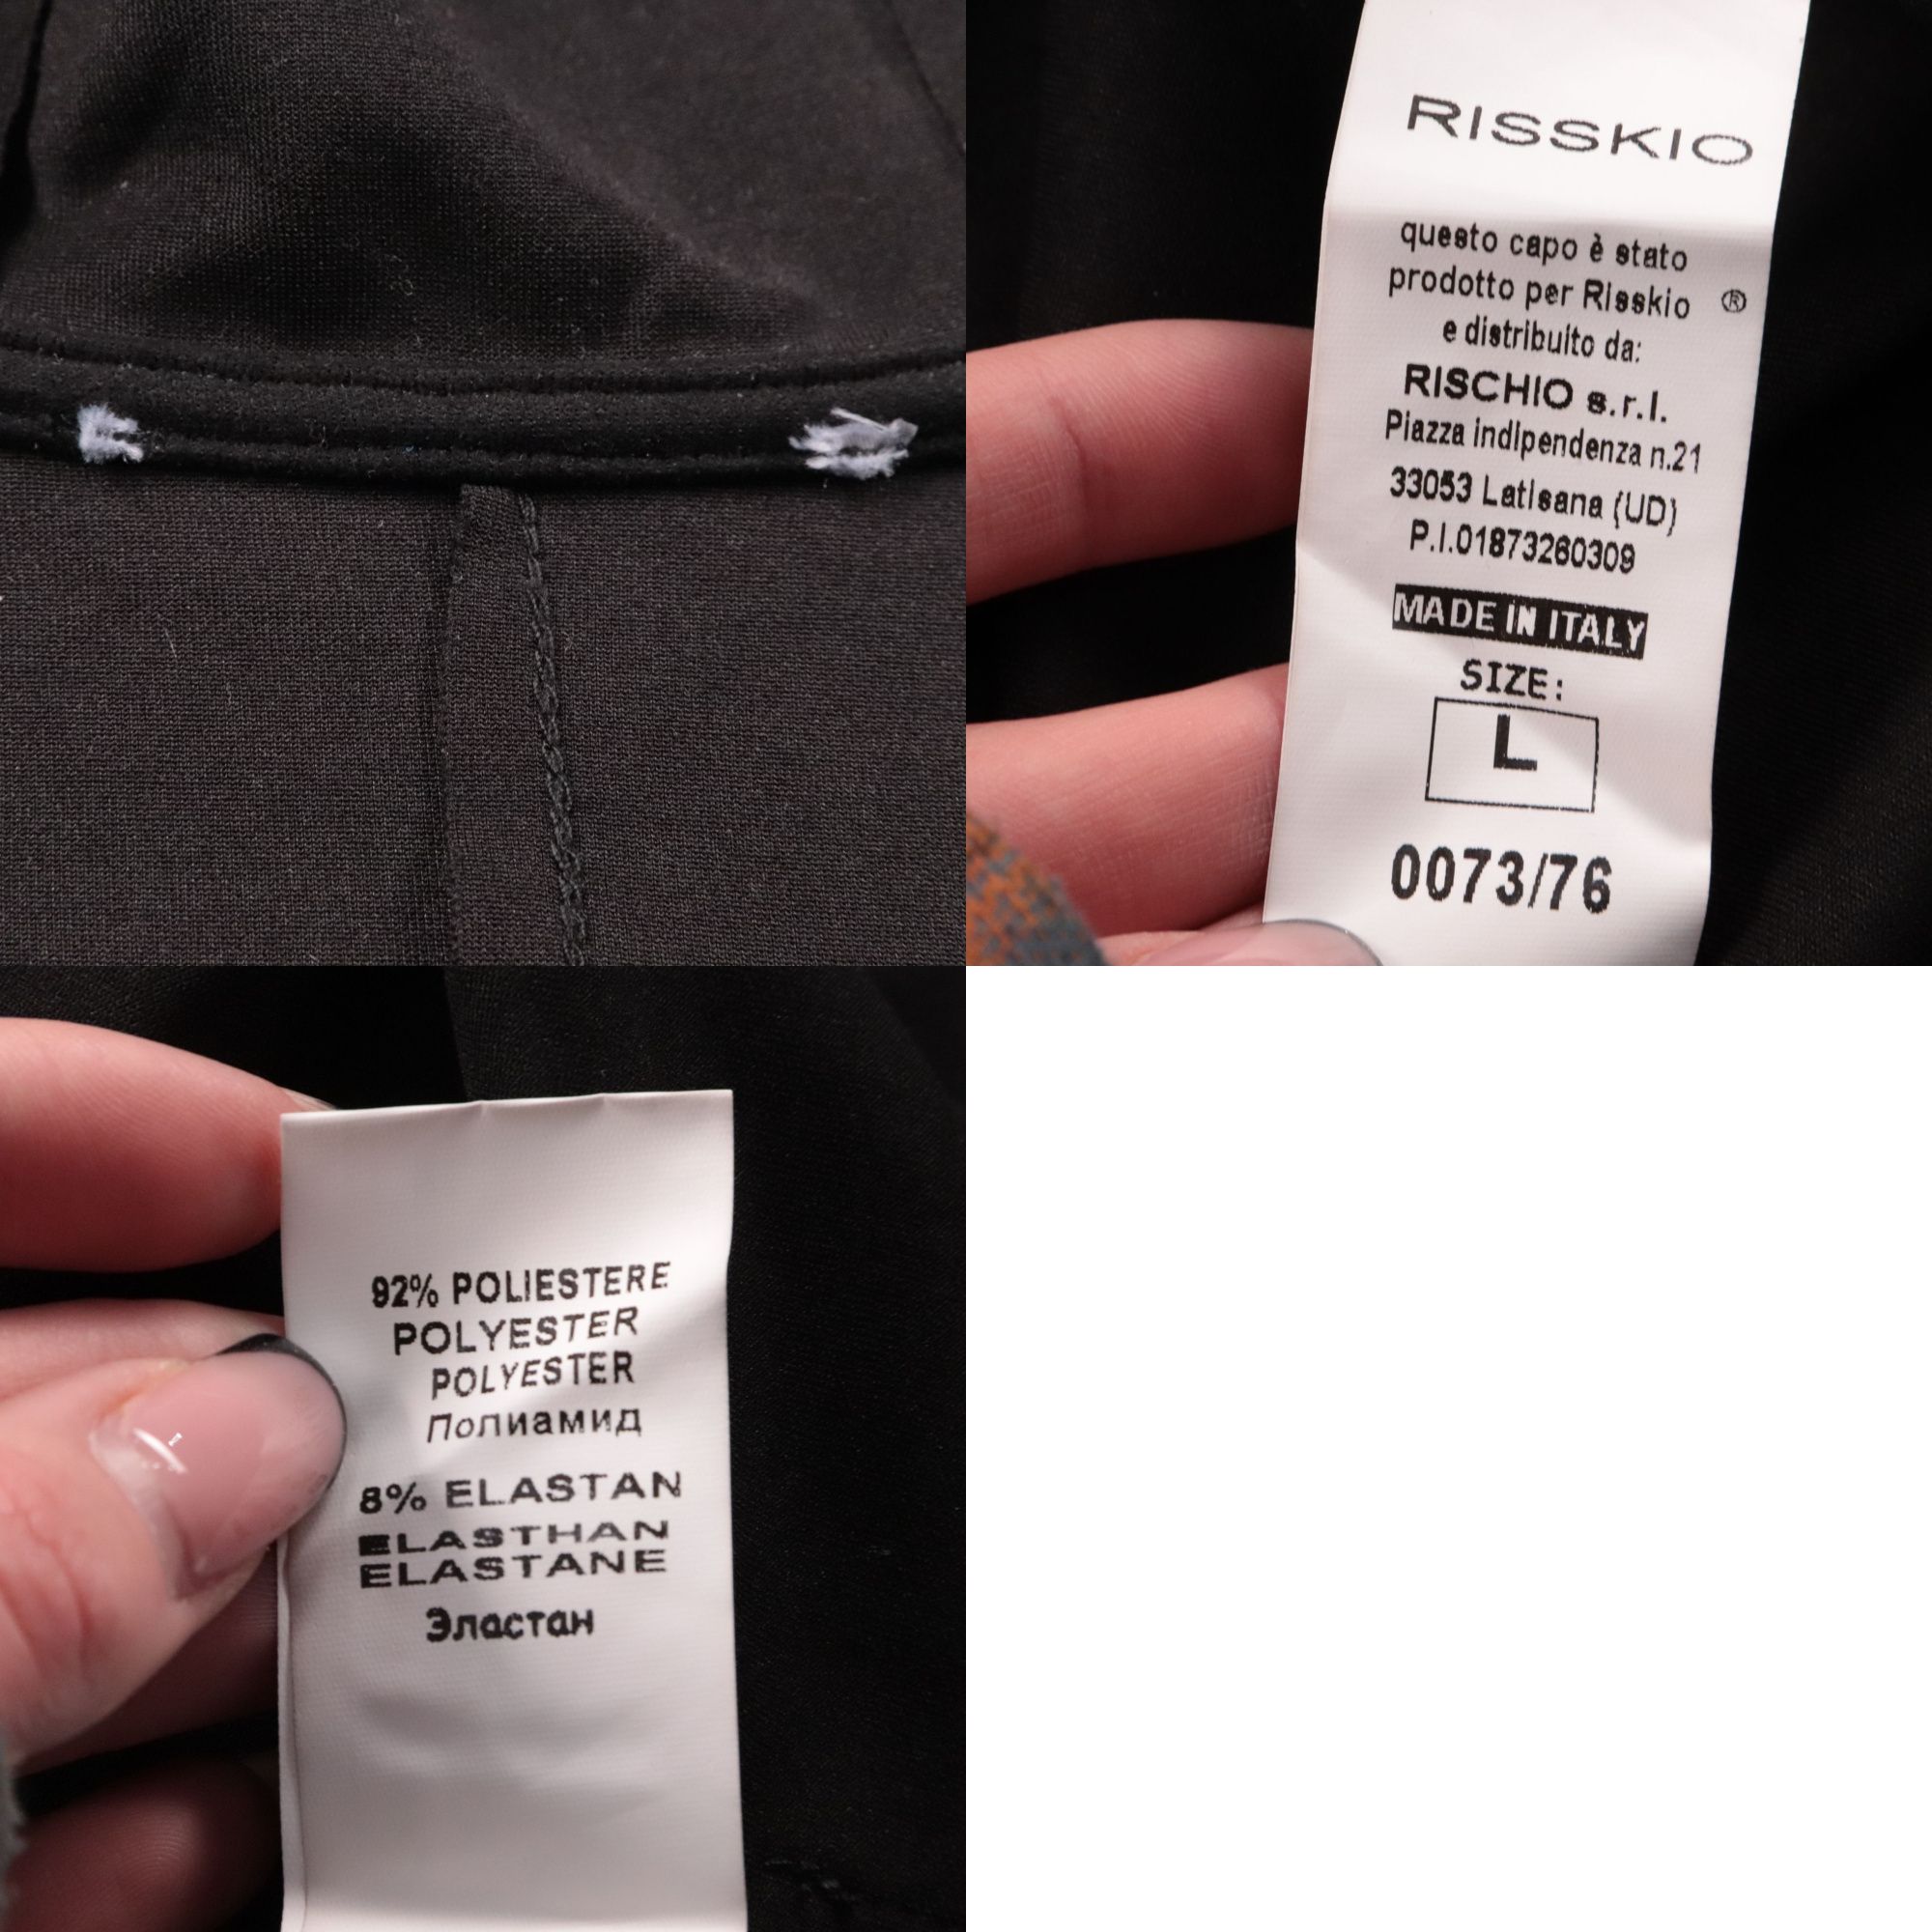 RISSKIO
questo capo è stato
prodotto per Risskio ®
e distribuito da:
RISCHIO s.r.l.
Piazza indipendenza n.21
33053 Latisana (UD)
P.I.01873260309
MADE IN ITALY
SIZE:
L
0073/76
92% POLIESTERE
POLYESTER
POLYESTER
Полиамид
8% ELASTAN
ELASTHAN
ELASTANE
Эластан